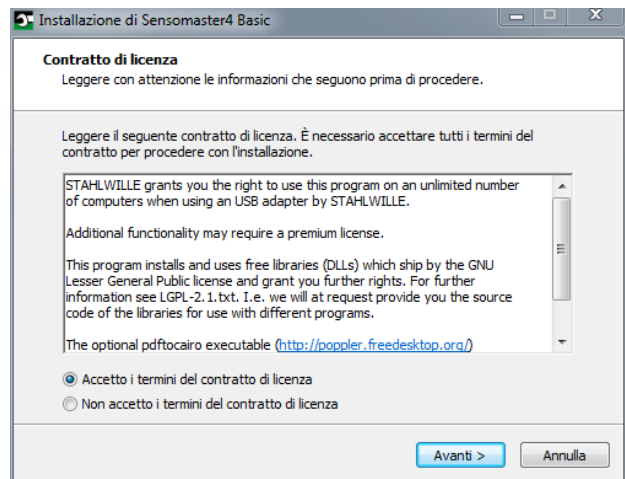 Installazione di Sensomaster4 Basic
Contratto di licenza
Leggere con attenzione le informazioni che seguono prima di procedere.
Leggere il seguente contratto di licenza. È necessario accettare tutti i termini del
contratto per procedere con l'installazione.
STAHLWILLE grants you the right to use this program on an unlimited number
of computers when using an USB adapter by STAHLWILLE.
Additional functionality may require a premium license.
This program installs and uses free libraries (DLLs) which ship by the GNU
Lesser General Public license and grant you further rights. For further
information see LGPL-2.1.txt. I.e. we will at request provide you the source
code of the libraries for use with different programs.
The optional pdftocairo executable (http://poppler.freedesktop.org/)
Accetto i termini del contratto di licenza
Non accetto i termini del contratto di licenza
Avanti >
Annulla